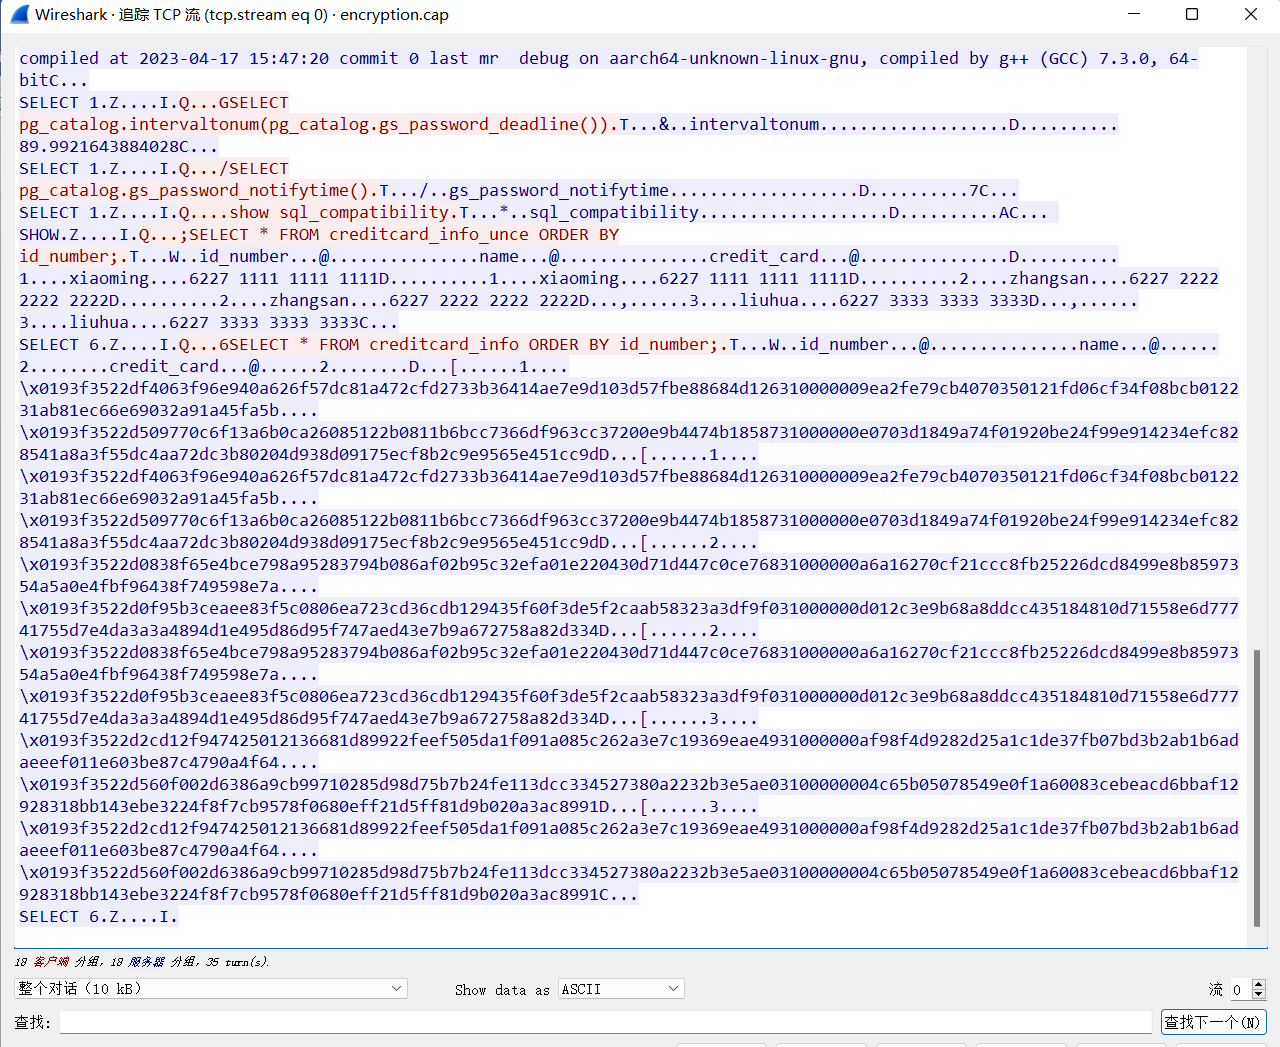 Wireshark · 追踪 TCP 流 (tcp.stream eq 0) · encryption.cap
compiled at 2023-04-17 15:47:20 commit 0 last mr  debug on aarch64-unknown-linux-gnu, compiled by g++ (GCC) 7.3.0, 64-
bitC...
SELECT 1.Z....I.Q...GSELECT
pg_catalog.intervaltonum(pg_catalog.gs_password_deadline()).T...&..intervaltonum...................D..........
89.9921643884028C...
SELECT 1.Z....I.Q.../SELECT
pg_catalog.gs_password_notifytime().T.../..gs_password_notifytime...................D..........7C...
SELECT 1.Z....I.Q....show sql_compatibility.T...*..sql_compatibility...................D..........AC...
SHOW.Z....I.Q...;SELECT * FROM creditcard_info_unce ORDER BY
id_number;.T...W..id_number...@...............name...@...............credit_card...@...............D..........
1....xiaoming....6227 1111 1111 1111D..........1....xiaoming....6227 1111 1111 1111D..........2....zhangsan....6227 2222
2222 2222D..........2....zhangsan....6227 2222 2222 2222D...,......3....liuhua....6227 3333 3333 3333D...,......
3....liuhua....6227 3333 3333 3333C...
SELECT 6.Z....I.Q...6SELECT * FROM creditcard_info ORDER BY id_number;.T...W..id_number...@...............name...@......
2........credit_card...@......2........D...[......1....
\x0193f3522df4063f96e940a626f57dc81a472cfd2733b36414ae7e9d103d57fbe88684d126310000009ea2fe79cb4070350121fd06cf34f08bcb0122
31ab81ec66e69032a91a45fa5b....
\x0193f3522d509770c6f13a6b0ca26085122b0811b6bcc7366df963cc37200e9b4474b1858731000000e0703d1849a74f01920be24f99e914234efc82
8541a8a3f55dc4aa72dc3b80204d938d09175ecf8b2c9e9565e451cc9dD...[......1....
\x0193f3522df4063f96e940a626f57dc81a472cfd2733b36414ae7e9d103d57fbe88684d126310000009ea2fe79cb4070350121fd06cf34f08bcb0122
31ab81ec66e69032a91a45fa5b....
\x0193f3522d509770c6f13a6b0ca26085122b0811b6bcc7366df963cc37200e9b4474b1858731000000e0703d1849a74f01920be24f99e914234efc82
8541a8a3f55dc4aa72dc3b80204d938d09175ecf8b2c9e9565e451cc9dD...[......2....
\x0193f3522d0838f65e4bce798a95283794b086af02b95c32efa01e220430d71d447c0ce76831000000a6a16270cf21ccc8fb25226dcd8499e8b85973
54a5a0e4fbf96438f749598e7a....
\x0193f3522d0f95b3ceaee83f5c0806ea723cd36cdb129435f60f3de5f2caab58323a3df9f031000000d012c3e9b68a8ddcc435184810d71558e6d777
41755d7e4da3a3a4894d1e495d86d95f747aed43e7b9a672758a82d334D...[......2....
\x0193f3522d0838f65e4bce798a95283794b086af02b95c32efa01e220430d71d447c0ce76831000000a6a16270cf21ccc8fb25226dcd8499e8b85973
54a5a0e4fbf96438f749598e7a....
\x0193f3522d0f95b3ceaee83f5c0806ea723cd36cdb129435f60f3de5f2caab58323a3df9f031000000d012c3e9b68a8ddcc435184810d71558e6d777
41755d7e4da3a3a4894d1e495d86d95f747aed43e7b9a672758a82d334D...[......3....
\x0193f3522d2cd12f947425012136681d89922feef505da1f091a085c262a3e7c19369eae4931000000af98f4d9282d25a1c1de37fb07bd3b2ab1b6ad
aeeef011e603be87c4790a4f64....
\x0193f3522d560f002d6386a9cb99710285d98d75b7b24fe113dcc334527380a2232b3e5ae03100000004c65b05078549e0f1a60083cebeacd6bbaf12
928318bb143ebe3224f8f7cb9578f0680eff21d5ff81d9b020a3ac8991D...[......3....
\x0193f3522d2cd12f947425012136681d89922feef505da1f091a085c262a3e7c19369eae4931000000af98f4d9282d25a1c1de37fb07bd3b2ab1b6ad
aeeef011e603be87c4790a4f64....
\x0193f3522d560f002d6386a9cb99710285d98d75b7b24fe113dcc334527380a2232b3e5ae03100000004c65b05078549e0f1a60083cebeacd6bbaf12
928318bb143ebe3224f8f7cb9578f0680eff21d5ff81d9b020a3ac8991C...
SELECT 6.Z....I.
18 客户端 分组，18 服务器 分组，35 turn(s).
整个对话（10 kB） Show data as ASCII 流 0
查找: 查找下一个(N)